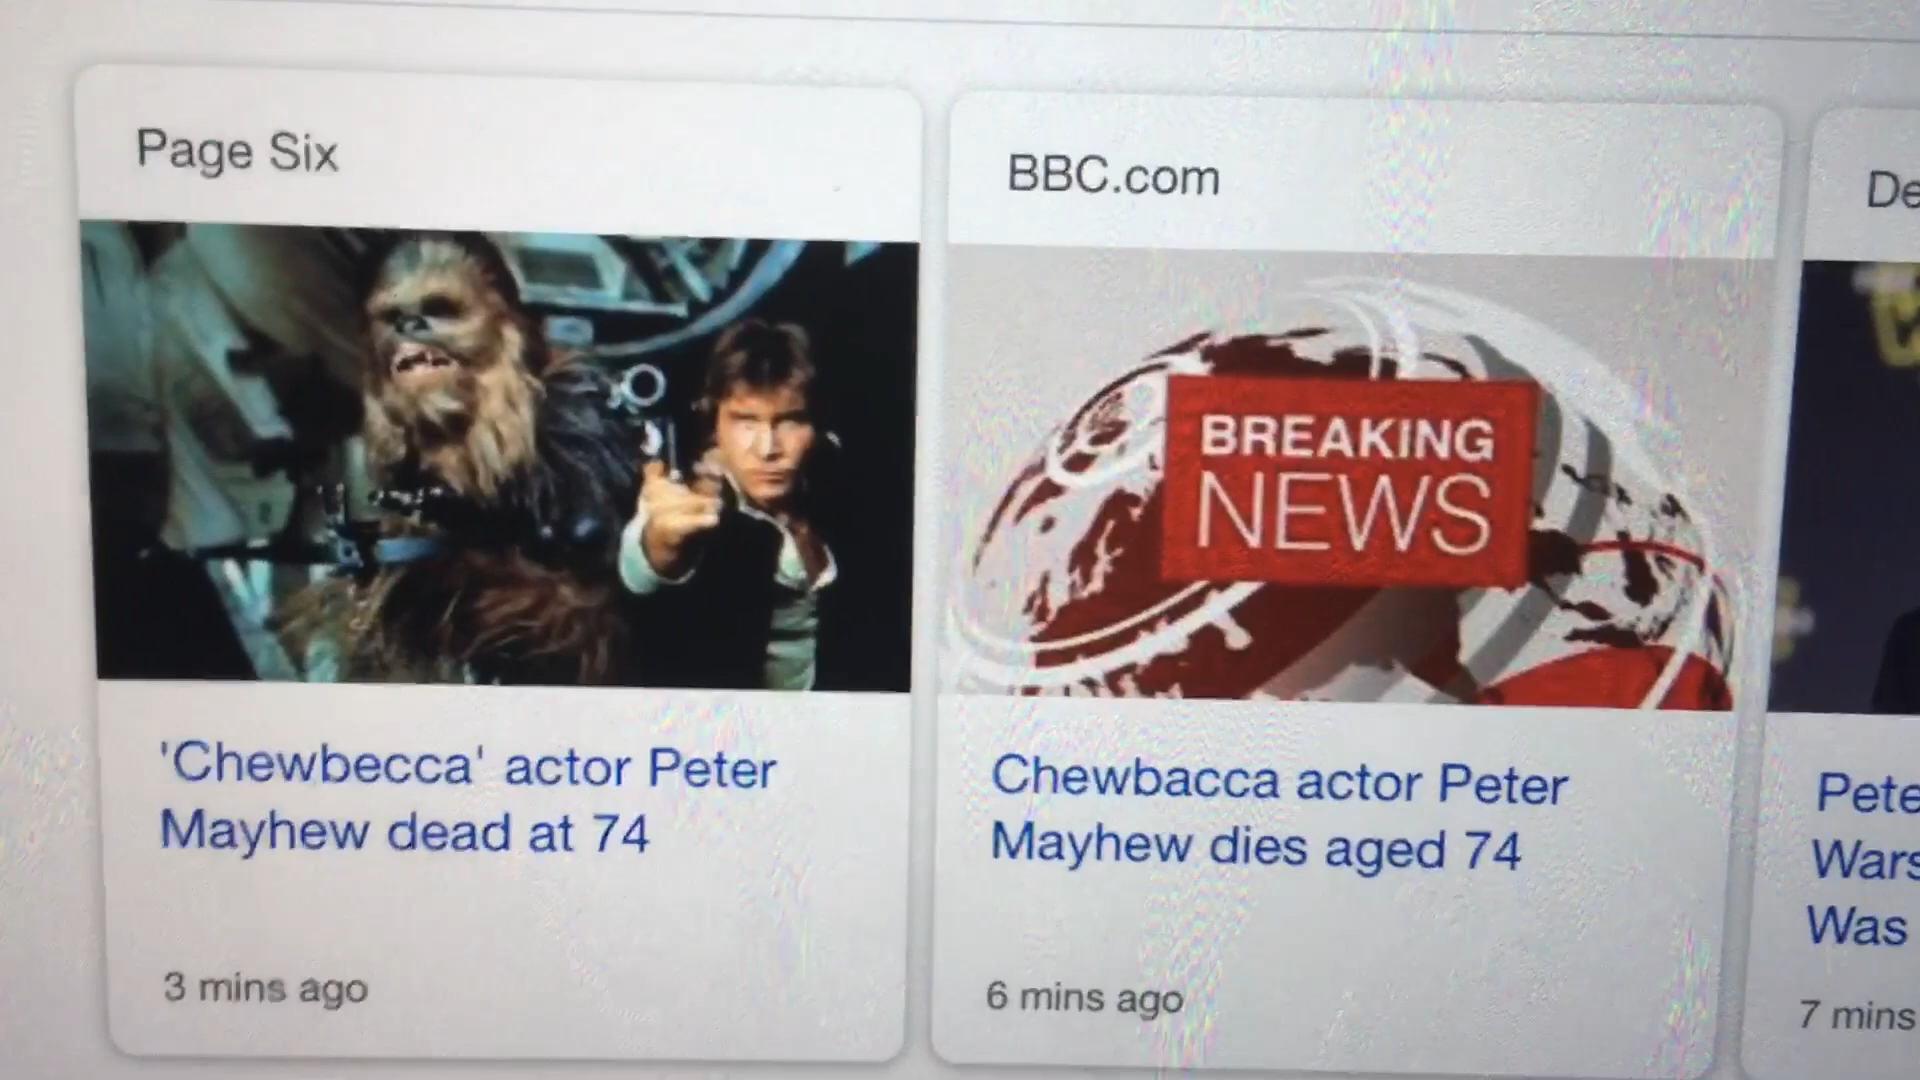 Page Six
'Chewbecca' actor Peter
Mayhew dead at 74
3 mins ago
BBC.com
BREAKING
NEWS
Chewbacca actor Peter
Mayhew dies aged 74
6 mins ago
De
Pete
Wars
Was
7 mins